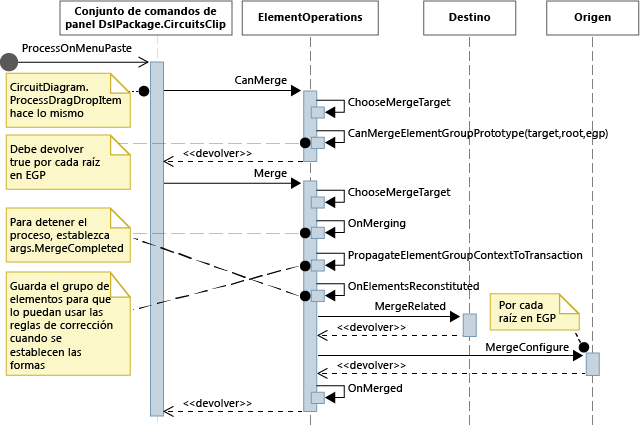 Conjunto de comandos de
panel DslPackage.CircuitsClip
ElementOperations
Destino
Origen
ProcessOnMenuPaste
CircuitDiagram.
ProcessDragDropItem
hace lo mismo
CanMerge
ChooseMergeTarget
CanMergeElementGroupPrototype(target,root,egp)
Debe devolver
true por cada raíz
en EGP
<<devolver>>
Merge
ChooseMergeTarget
Para detener el
proceso, establezca
args.MergeCompleted
OnMerging
PropagateElementGroupContextToTransaction
Guarda el grupo de
elementos para que
lo puedan usar las
reglas de corrección
cuando se
establecen las
formas
OnElementsReconstituted
MergeRelated
<<devolver>>
Por cada
raíz en EGP
MergeConfigure
<<devolver>>
OnMerged
<<devolver>>